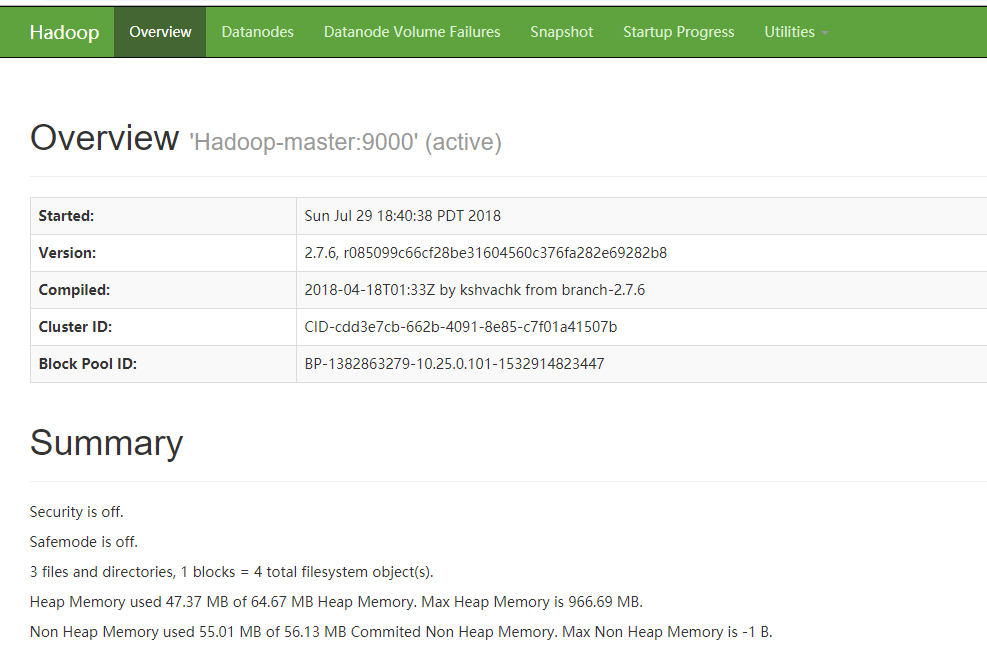 Hadoop Overview Datanodes Datanode Volume Failures Snapshot Startup Progress Utilities
Overview 'Hadoop-master:9000' (active)
Started: Sun Jul 29 18:40:38 PDT 2018
Version: 2.7.6, r085099c66cf28be31604560c376fa282e69282b8
Compiled: 2018-04-18T01:33Z by kshvachk from branch-2.7.6
Cluster ID: CID-cdd3e7cb-662b-4091-8e85-c7f01a41507b
Block Pool ID: BP-1382863279-10.25.0.101-1532914823447
Summary
Security is off.
Safemode is off.
3 files and directories, 1 blocks = 4 total filesystem object(s).
Heap Memory used 47.37 MB of 64.67 MB Heap Memory. Max Heap Memory is 966.69 MB.
Non Heap Memory used 55.01 MB of 56.13 MB Commited Non Heap Memory. Max Non Heap Memory is -1 B.